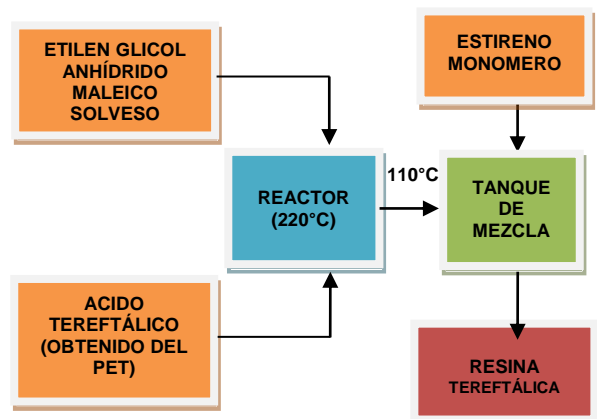 ETILEN GLICOL
ANHÍDRIDO
MALEICO
SOLVESO
ESTIRENO
MONOMERO
REACTOR
(220°C)
110°C
TANQUE
DE
MEZCLA
ACIDO
TEREFTÁLICO
(OBTENIDO DEL
PET)
RESINA
TEREFTÁLICA